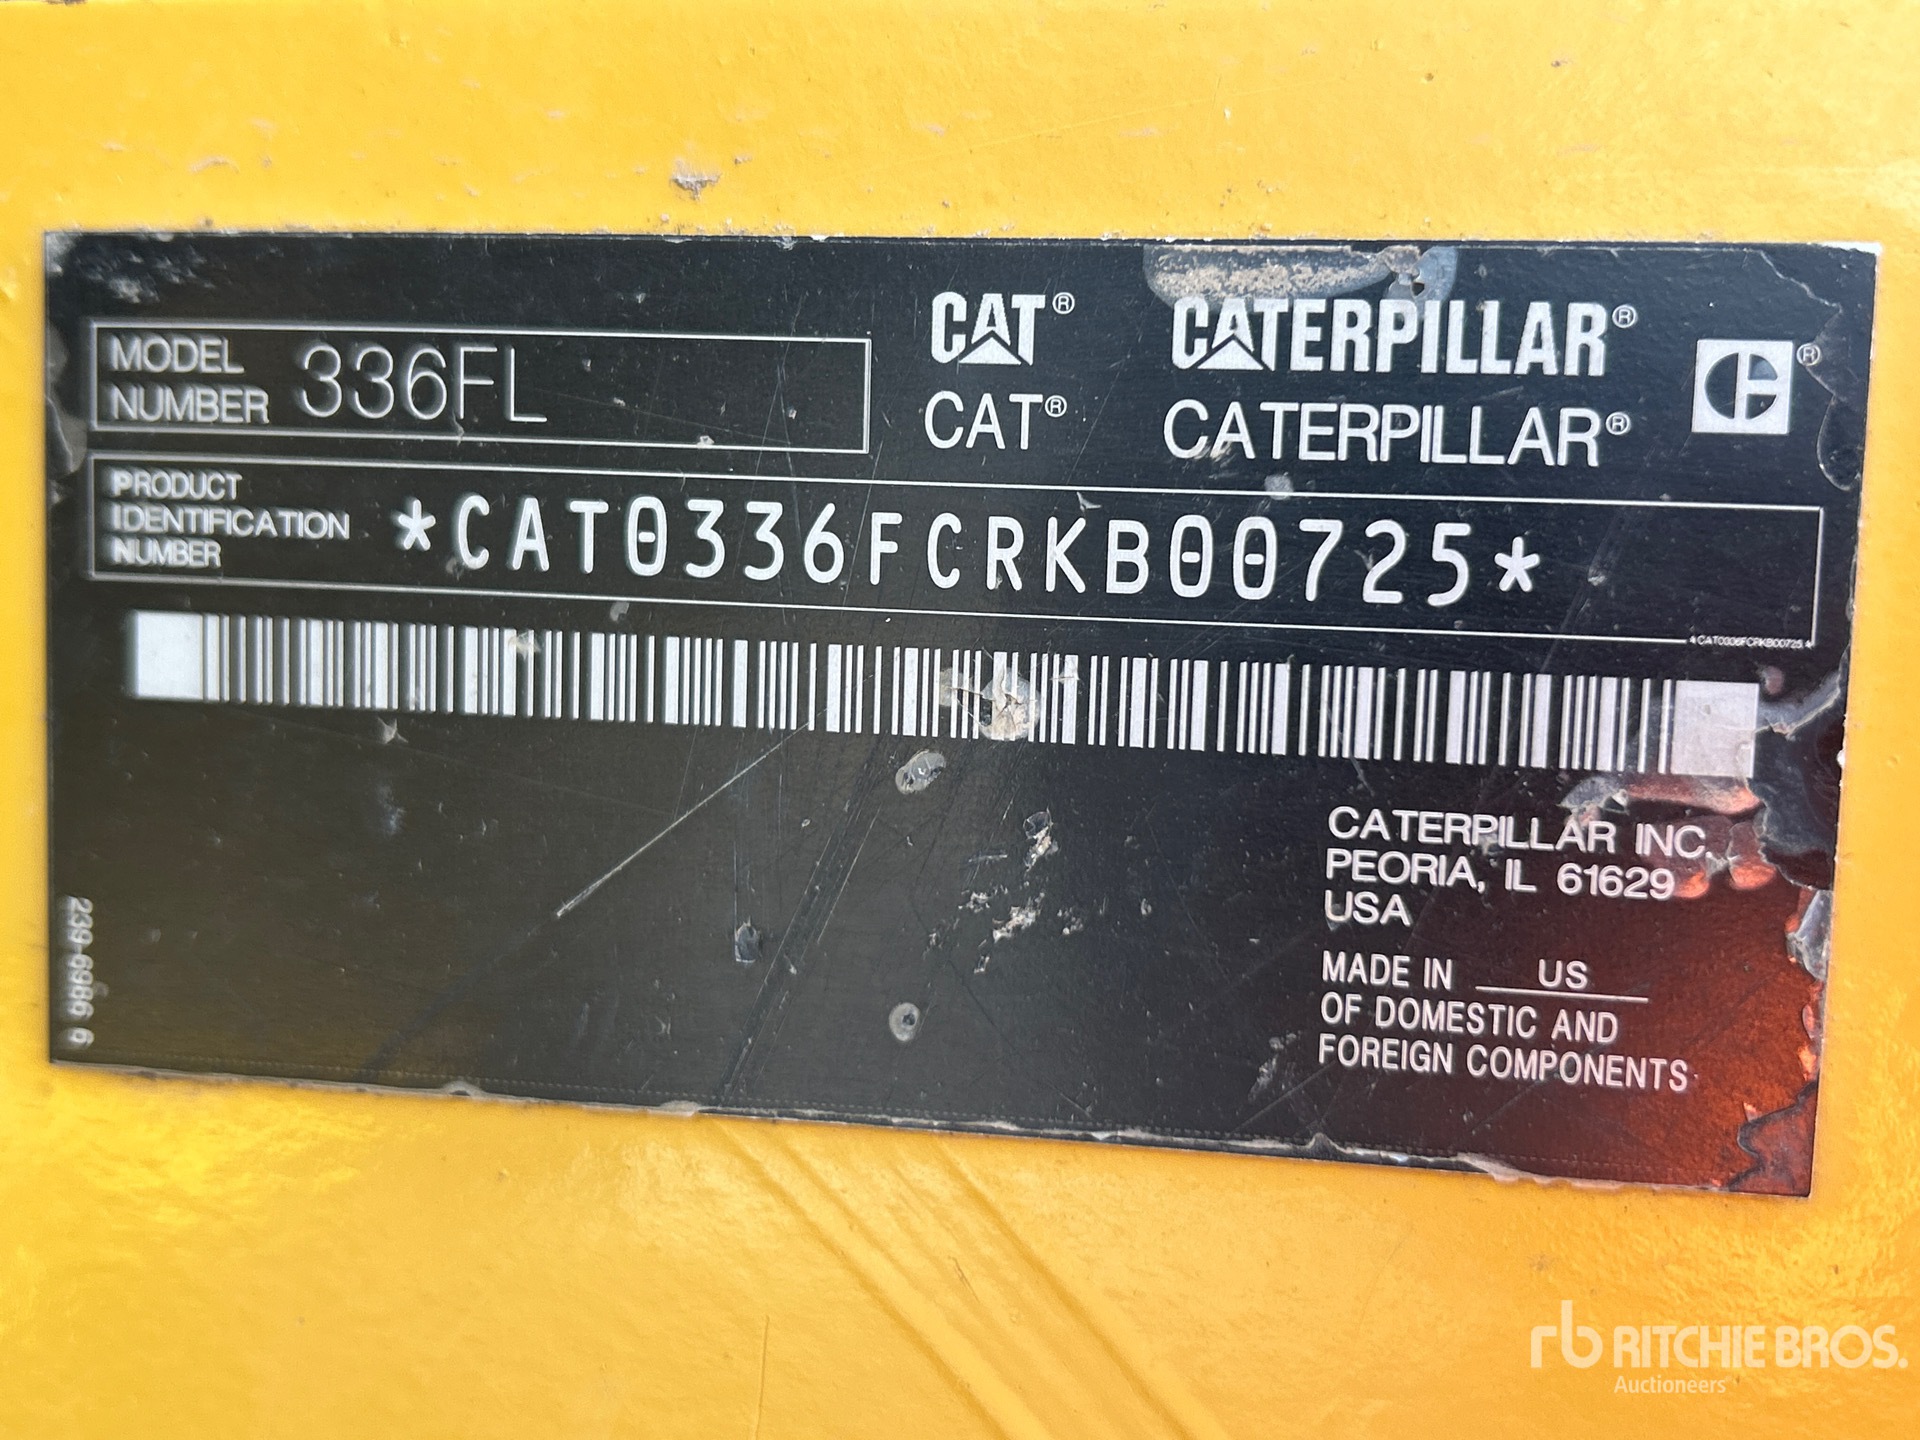 MODEL NUMBER 336FL
CAT® CATERPILLAR® ®
CAT® CATERPILLAR®
PRODUCT
IDENTIFICATION
NUMBER
*CAT0336FCRKB00725*
*CAT0336FCRKB00725*
CATERPILLAR INC.
PEORIA, IL 61629
USA
MADE IN US
OF DOMESTIC AND
FOREIGN COMPONENTS
239-6986 6
rb RITCHIE BROS.
Auctioneers